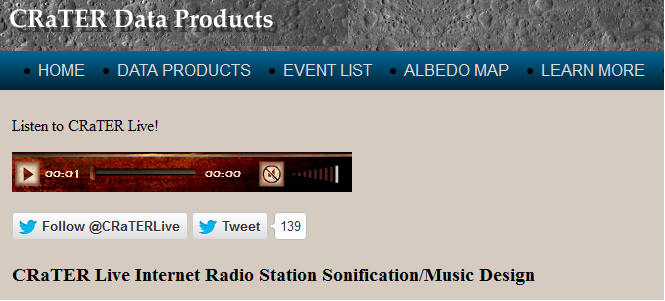 CRaTER Data Products
• HOME • DATA PRODUCTS • EVENT LIST • ALBEDO MAP • LEARN MORE •
Listen to CRaTER Live!
00:01 00:00
Follow @CRaTERLive Tweet 139
CRaTER Live Internet Radio Station Sonification/Music Design